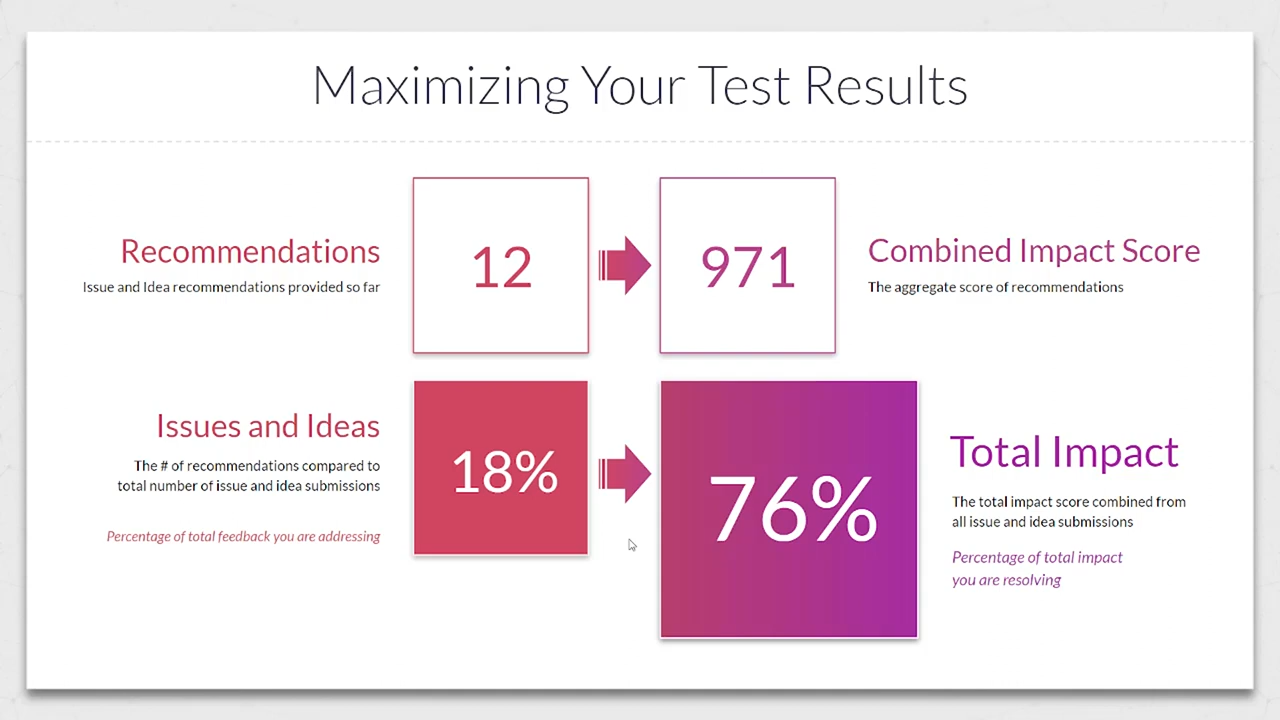 Maximizing Your Test Results
Recommendations
Issue and Idea recommendations provided so far
12
971
Combined Impact Score
The aggregate score of recommendations
Issues and Ideas
The # of recommendations compared to
total number of issue and idea submissions
Percentage of total feedback you are addressing
18%
76%
Total Impact
The total impact score combined from
all issue and idea submissions
Percentage of total impact
you are resolving